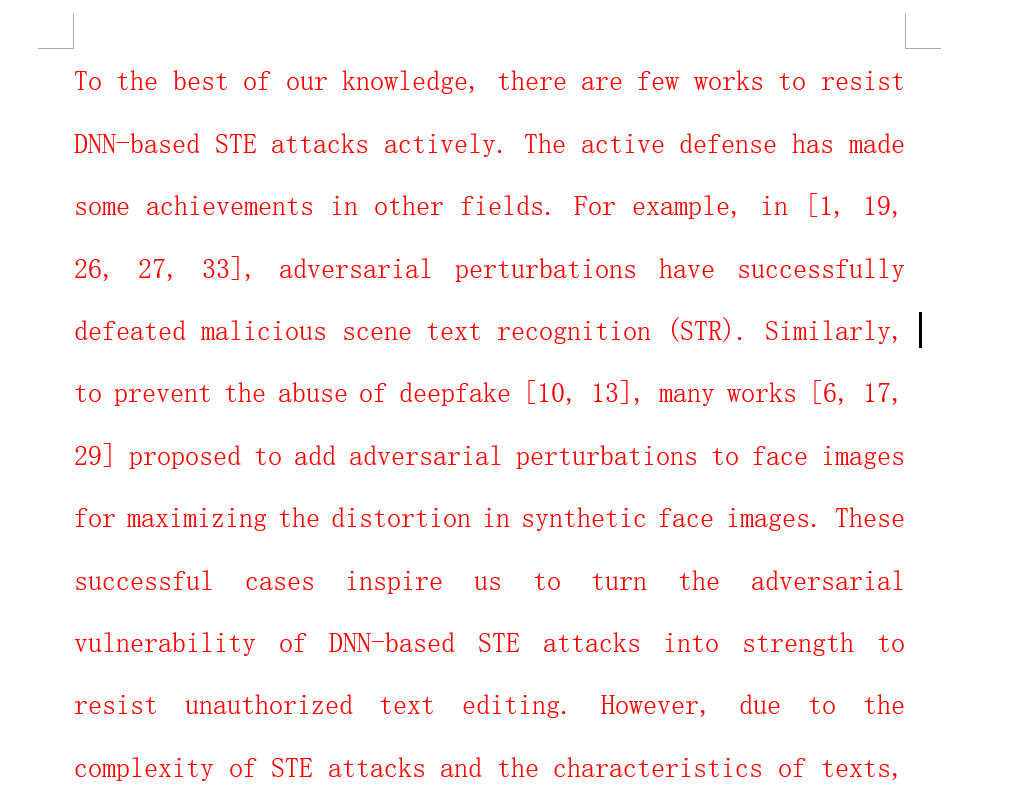 To the best of our knowledge, there are few works to resist
DNN-based STE attacks actively. The active defense has made
some achievements in other fields. For example, in [1, 19,
26, 27, 33], adversarial perturbations have successfully
defeated malicious scene text recognition (STR). Similarly,
to prevent the abuse of deepfake [10, 13], many works [6, 17,
29] proposed to add adversarial perturbations to face images
for maximizing the distortion in synthetic face images. These
successful cases inspire us to turn the adversarial
vulnerability of DNN-based STE attacks into strength to
resist unauthorized text editing. However, due to the
complexity of STE attacks and the characteristics of texts,